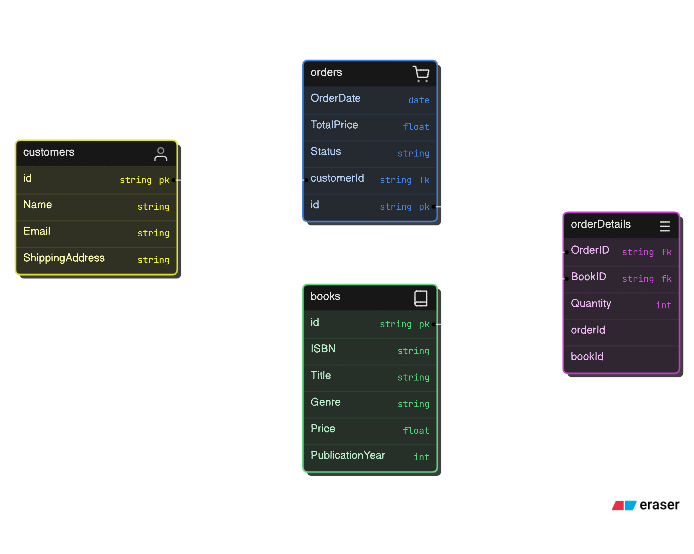 customers
id string pk
Name string
Email string
ShippingAddress string
orders
OrderDate date
TotalPrice float
Status string
customerId string fk
id string pk
books
id string pk
ISBN string
Title string
Genre string
Price float
PublicationYear int
orderDetails
OrderID string fk
BookID string fk
Quantity int
orderId
bookId
eraser